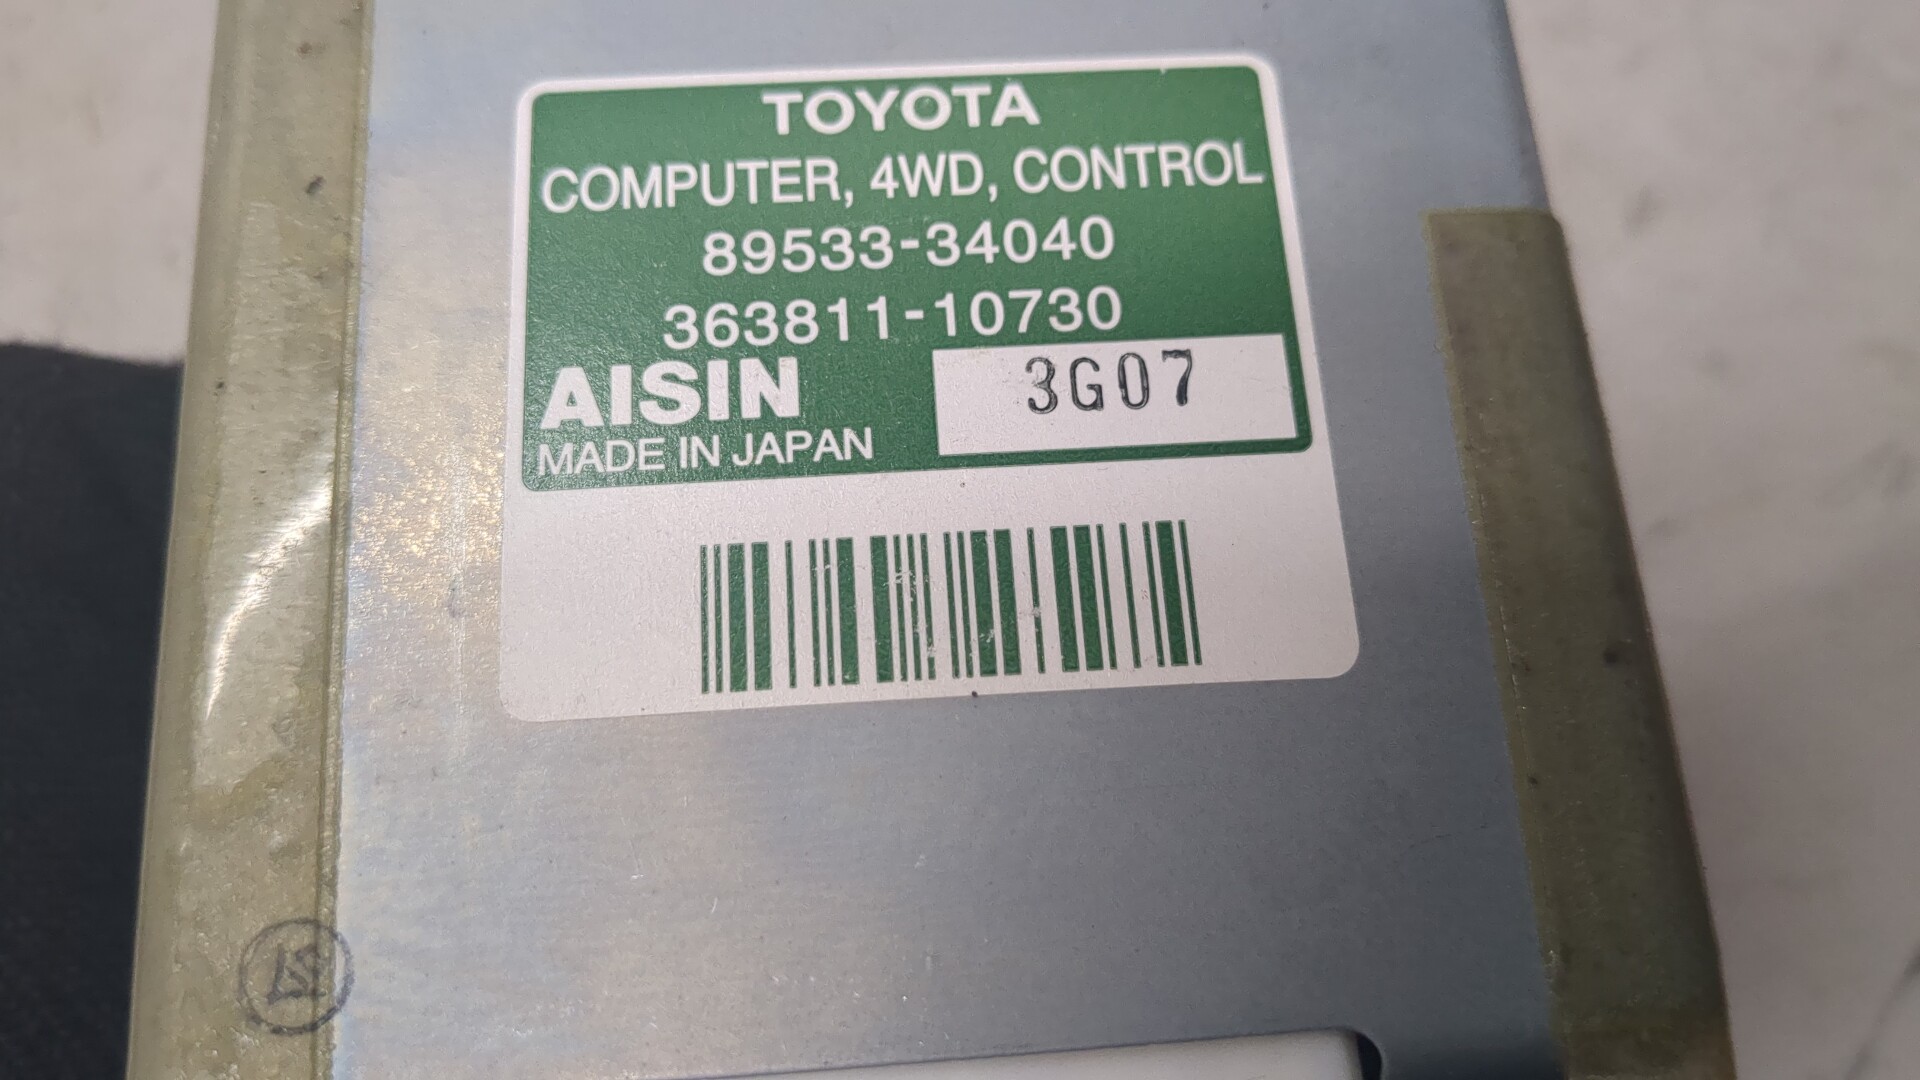 TOYOTA
COMPUTER, 4WD, CONTROL
89533-34040
363811-10730
AISIN
3G07
MADE IN JAPAN